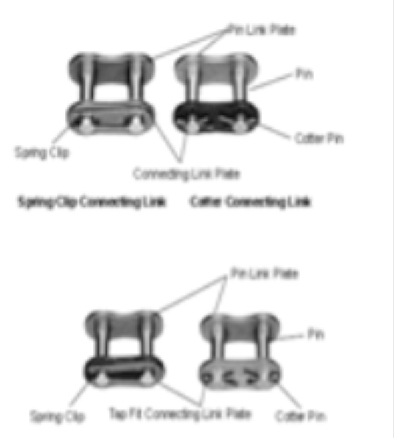 Pin Link Plate
Pin
Cotter Pin
Spring Clip
Connecting Link Plate
Spring Clip Connecting Link
Cotter Connecting Link
Pin Link Plate
Pin
Spring Clip
Tap Fit Connecting Link Plate
Cotter Pin